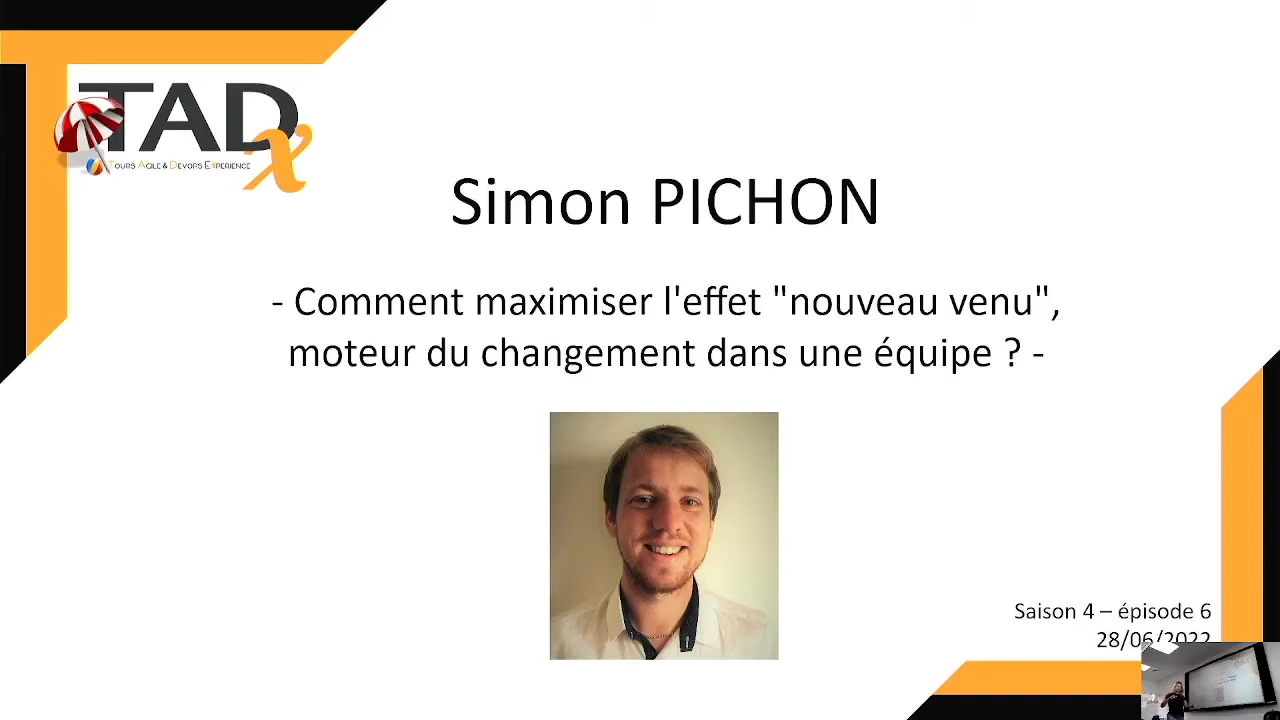 TADx
Tours Agile & Devops Experience
Simon PICHON
- Comment maximiser l'effet "nouveau venu",
moteur du changement dans une équipe ? -
Saison 4 – épisode 6
28/06/2022